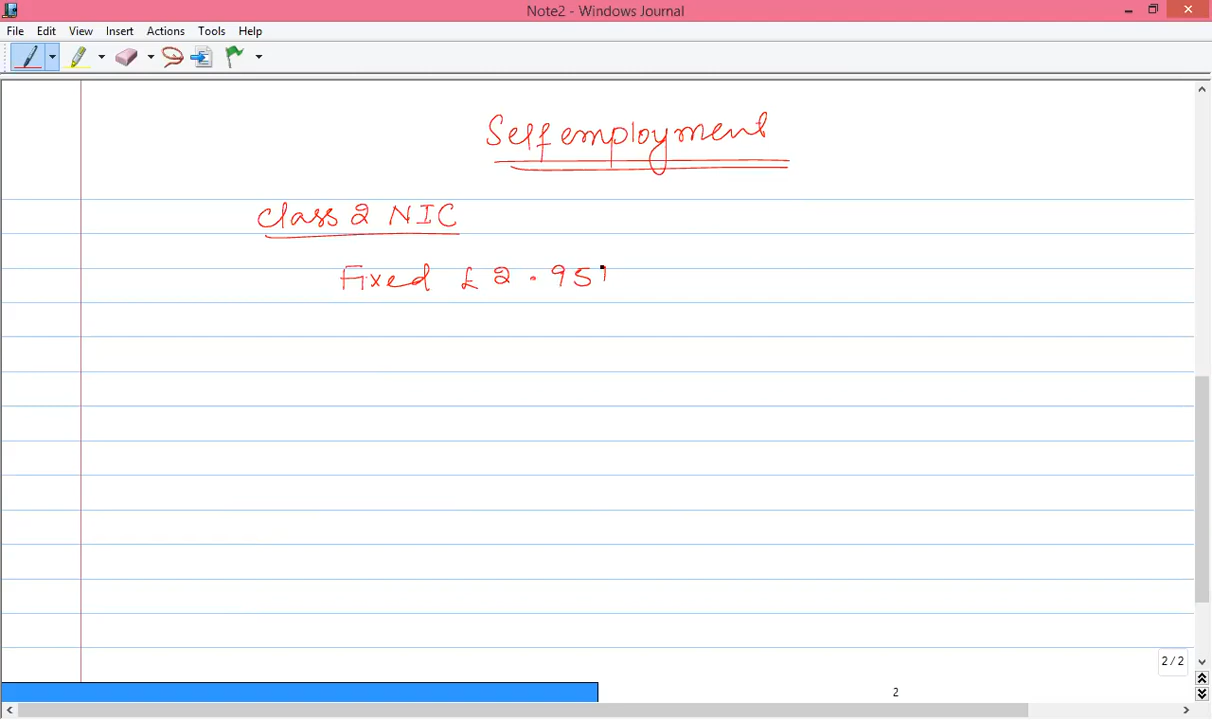 Note2 - Windows Journal
File Edit View Insert Actions Tools Help
Self employment
Class 2 NIC
Fixed £ 2.95
2 / 2
2